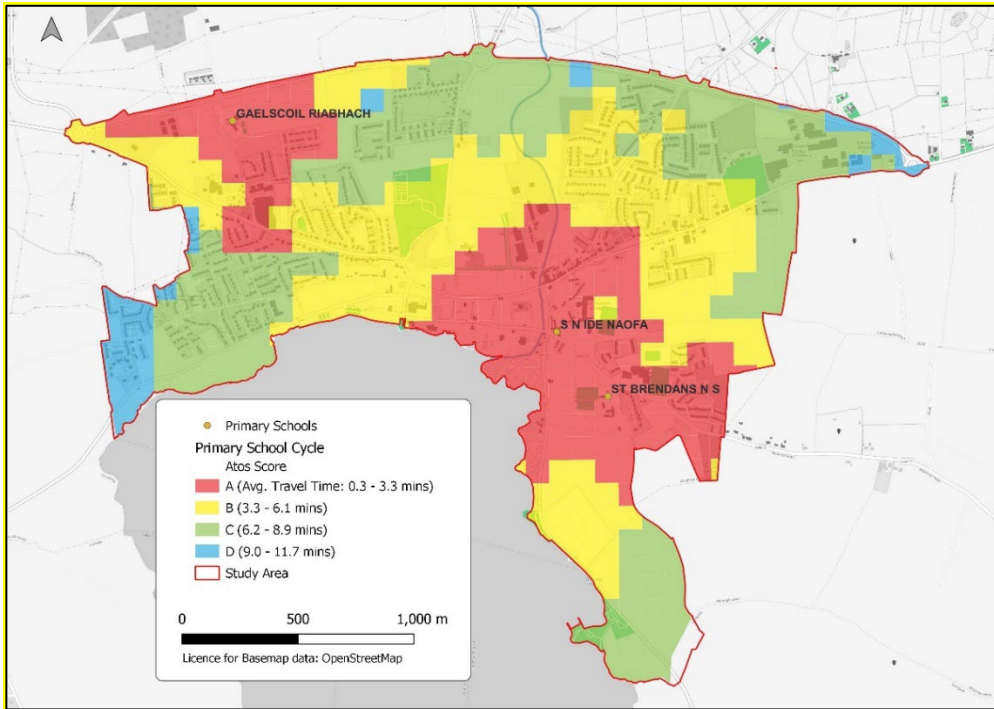 GAELSCOIL RIABHACH
S N IDE NAOFA
ST BRENDANS N S
Primary Schools
Primary School Cycle
Atos Score
A (Avg. Travel Time: 0.3 - 3.3 mins)
B (3.3 - 6.1 mins)
C (6.2 - 8.9 mins)
D (9.0 - 11.7 mins)
Study Area
0 500 1,000 m
Licence for Basemap data: OpenStreetMap